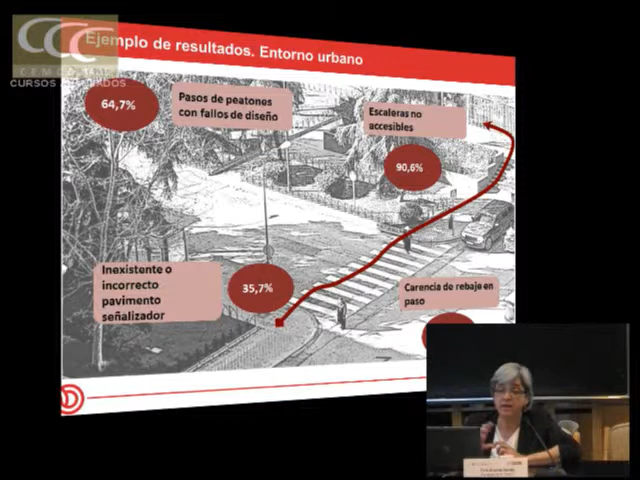 CCC
Ejemplo de resultados. Entorno urbano
CURSOS
64,7%
Pasos de peatones
con fallos de diseño
Escaleras no
accesibles
90,6%
Inexistente o
incorrecto
pavimento
señalizador
35,7%
Carencia de rebaje en
paso